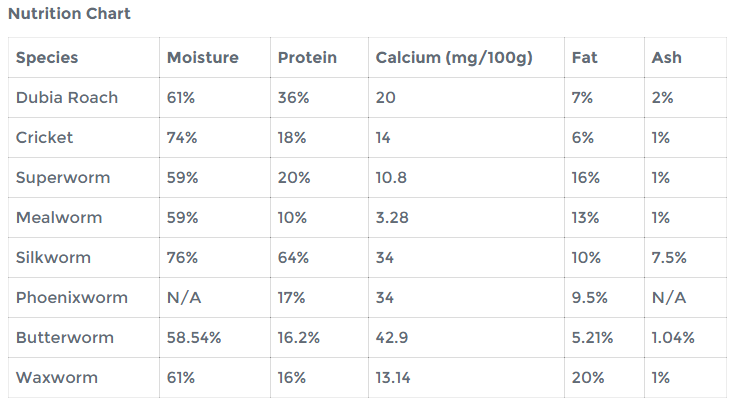 Nutrition Chart
Species Moisture Protein Calcium (mg/100g) Fat Ash
Dubia Roach 61% 36% 20 7% 2%
Cricket 74% 18% 14 6% 1%
Superworm 59% 20% 10.8 16% 1%
Mealworm 59% 10% 3.28 13% 1%
Silkworm 76% 64% 34 10% 7.5%
Phoenixworm N/A 17% 34 9.5% N/A
Butterworm 58.54% 16.2% 42.9 5.21% 1.04%
Waxworm 61% 16% 13.14 20% 1%